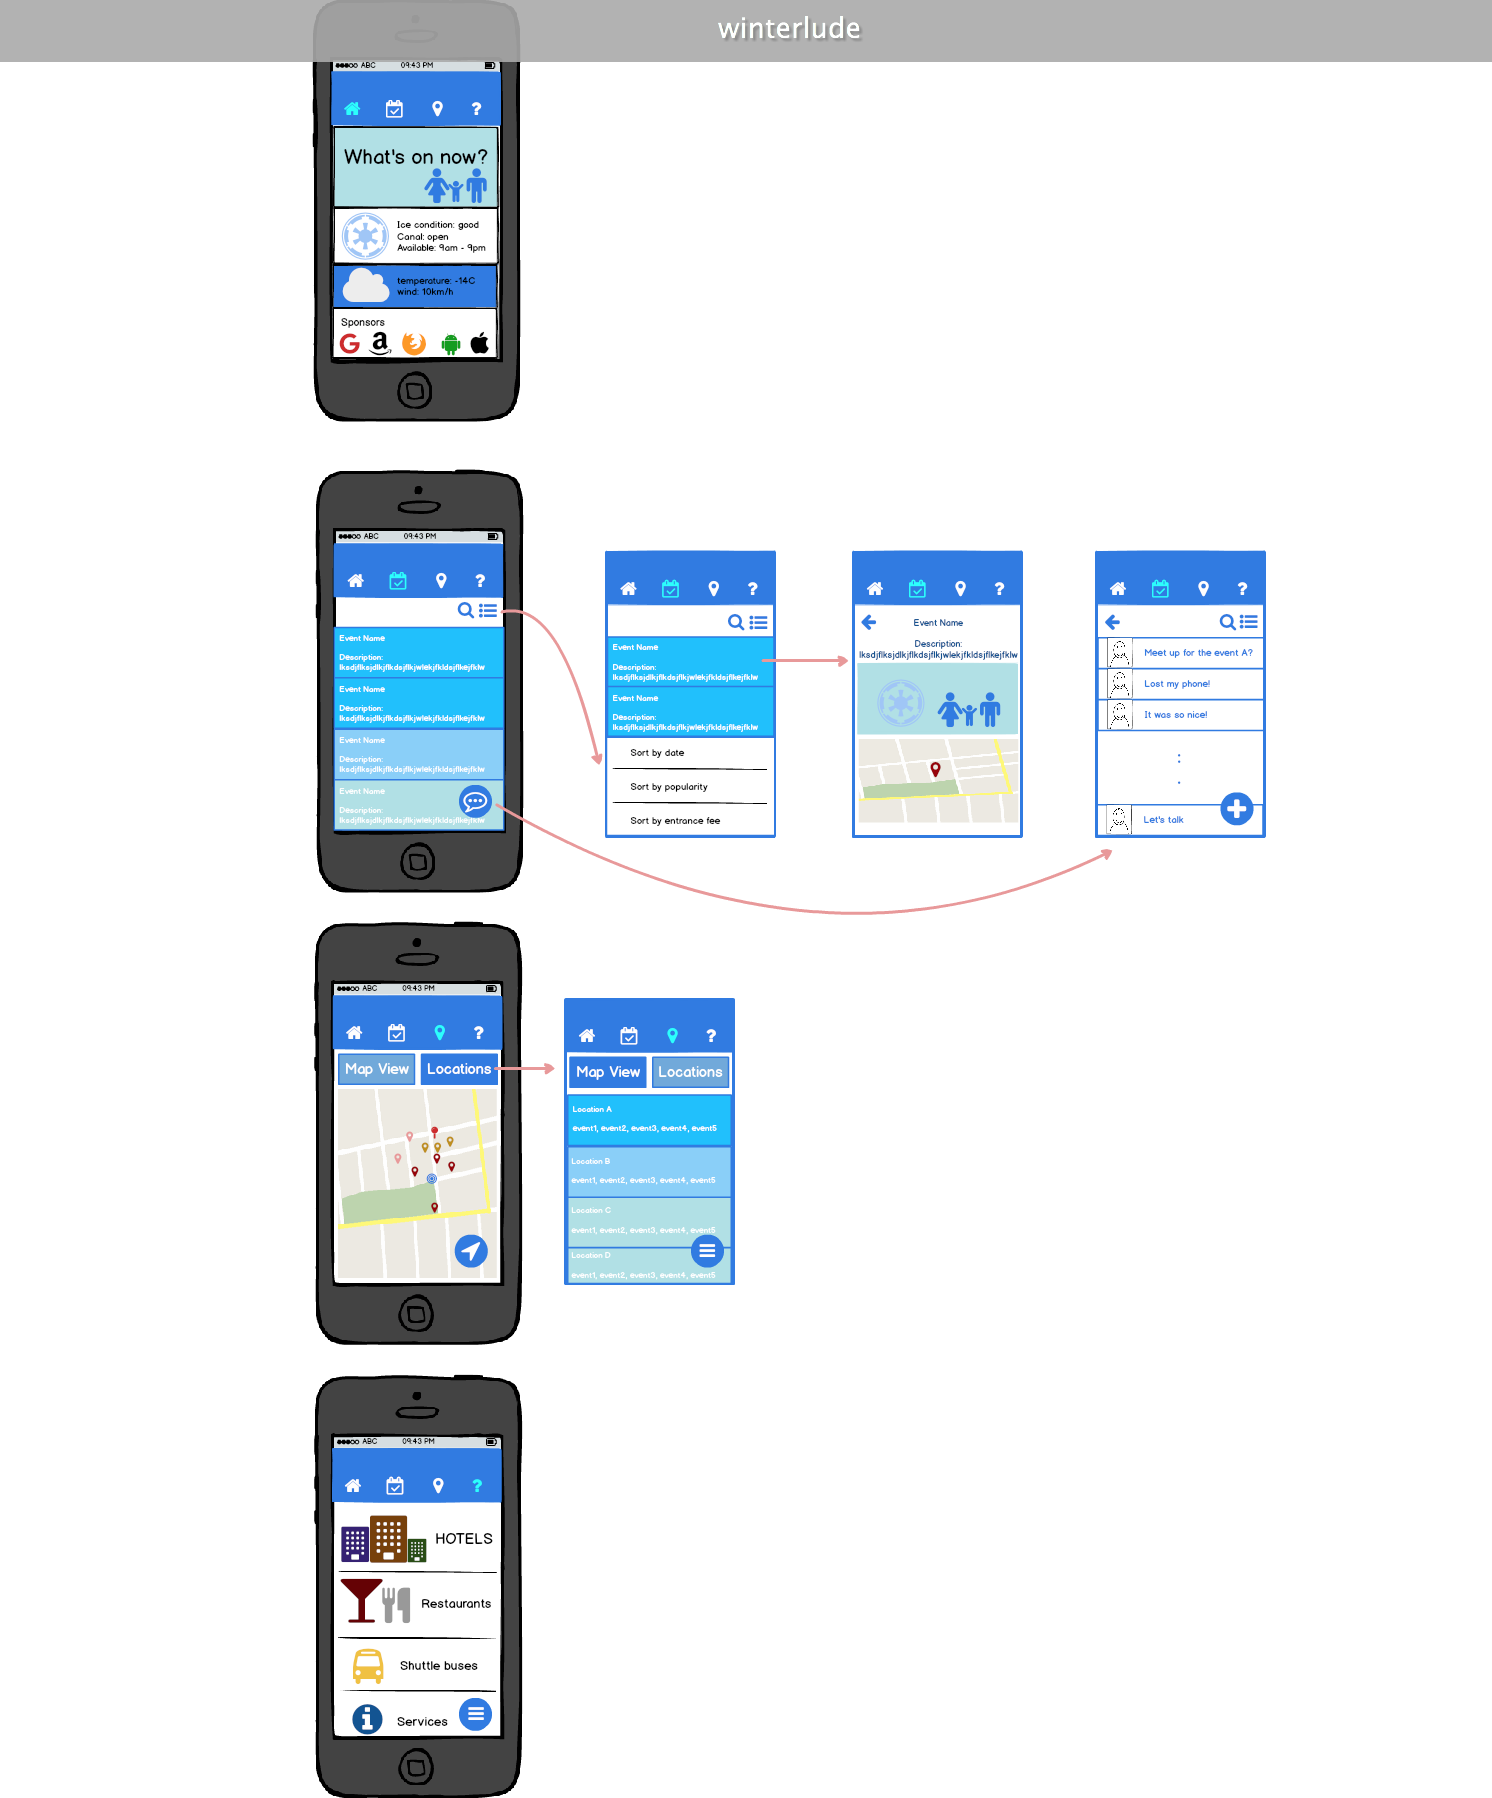 winterlude
ABC 09:43 PM
?
What's on now?
Ice condition: good
Canal: open
Available: 9am - 9pm
temperature: -14C
wind: 10km/h
Sponsors
ABC 09:43 PM
?
Event Name
Description:
lksdjflksjdlkjflkdsjflkjwlekjfkldsjflkejfklw
Event Name
Description:
lksdjflksjdlkjflkdsjflkjwlekjfkldsjflkejfklw
Event Name
Description:
lksdjflksjdlkjflkdsjflkjwlekjfkldsjflkejfklw
Event Name
Description:
lksdjflksjdlkjflkdsjflkjwlekjfkldsjflkejfklw
?
Event Name
Description:
lksdjflksjdlkjflkdsjflkjwlekjfkldsjflkejfklw
Event Name
Description:
lksdjflksjdlkjflkdsjflkjwlekjfkldsjflkejfklw
Sort by date
Sort by popularity
Sort by entrance fee
?
Event Name
Description:
lksdjflksjdlkjflkdsjflkjwlekjfkldsjflkejfklw
?
Meet up for the event A?
Lost my phone!
It was so nice!
Let's talk
ABC 09:43 PM
?
Map View Locations
?
Map View Locations
Location A
event1, event2, event3, event4, event5
Location B
event1, event2, event3, event4, event5
Location C
event1, event2, event3, event4, event5
Location D
event1, event2, event3, event4, event5
ABC 09:43 PM
?
HOTELS
Restaurants
Shuttle buses
Services